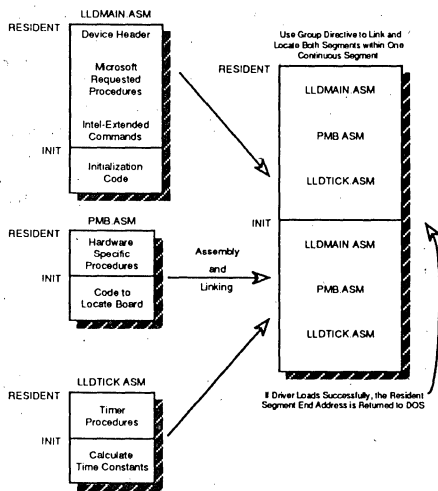 LLDMAIN.ASM
RESIDENT
Device Header
Microsoft
Requested
Procedures
Intel-Extended
Commands
INIT
Initialization
Code
PMB.ASM
RESIDENT
Hardware
Specific
Procedures
INIT
Code to
Locate Board
LLDTICK.ASM
RESIDENT
Timer
Procedures
INIT
Calculate
Time Constants
Assembly
and
Linking
Use Group Directive to Link and
Locate Both Segments within One
Continuous Segment
RESIDENT
LLDMAIN.ASM
PMB.ASM
LLDTICK.ASM
INIT
LLDMAIN.ASM
PMB.ASM
LLDTICK.ASM
If Driver Loads Successfully, the Resident
Segment End Address is Returned to DOS